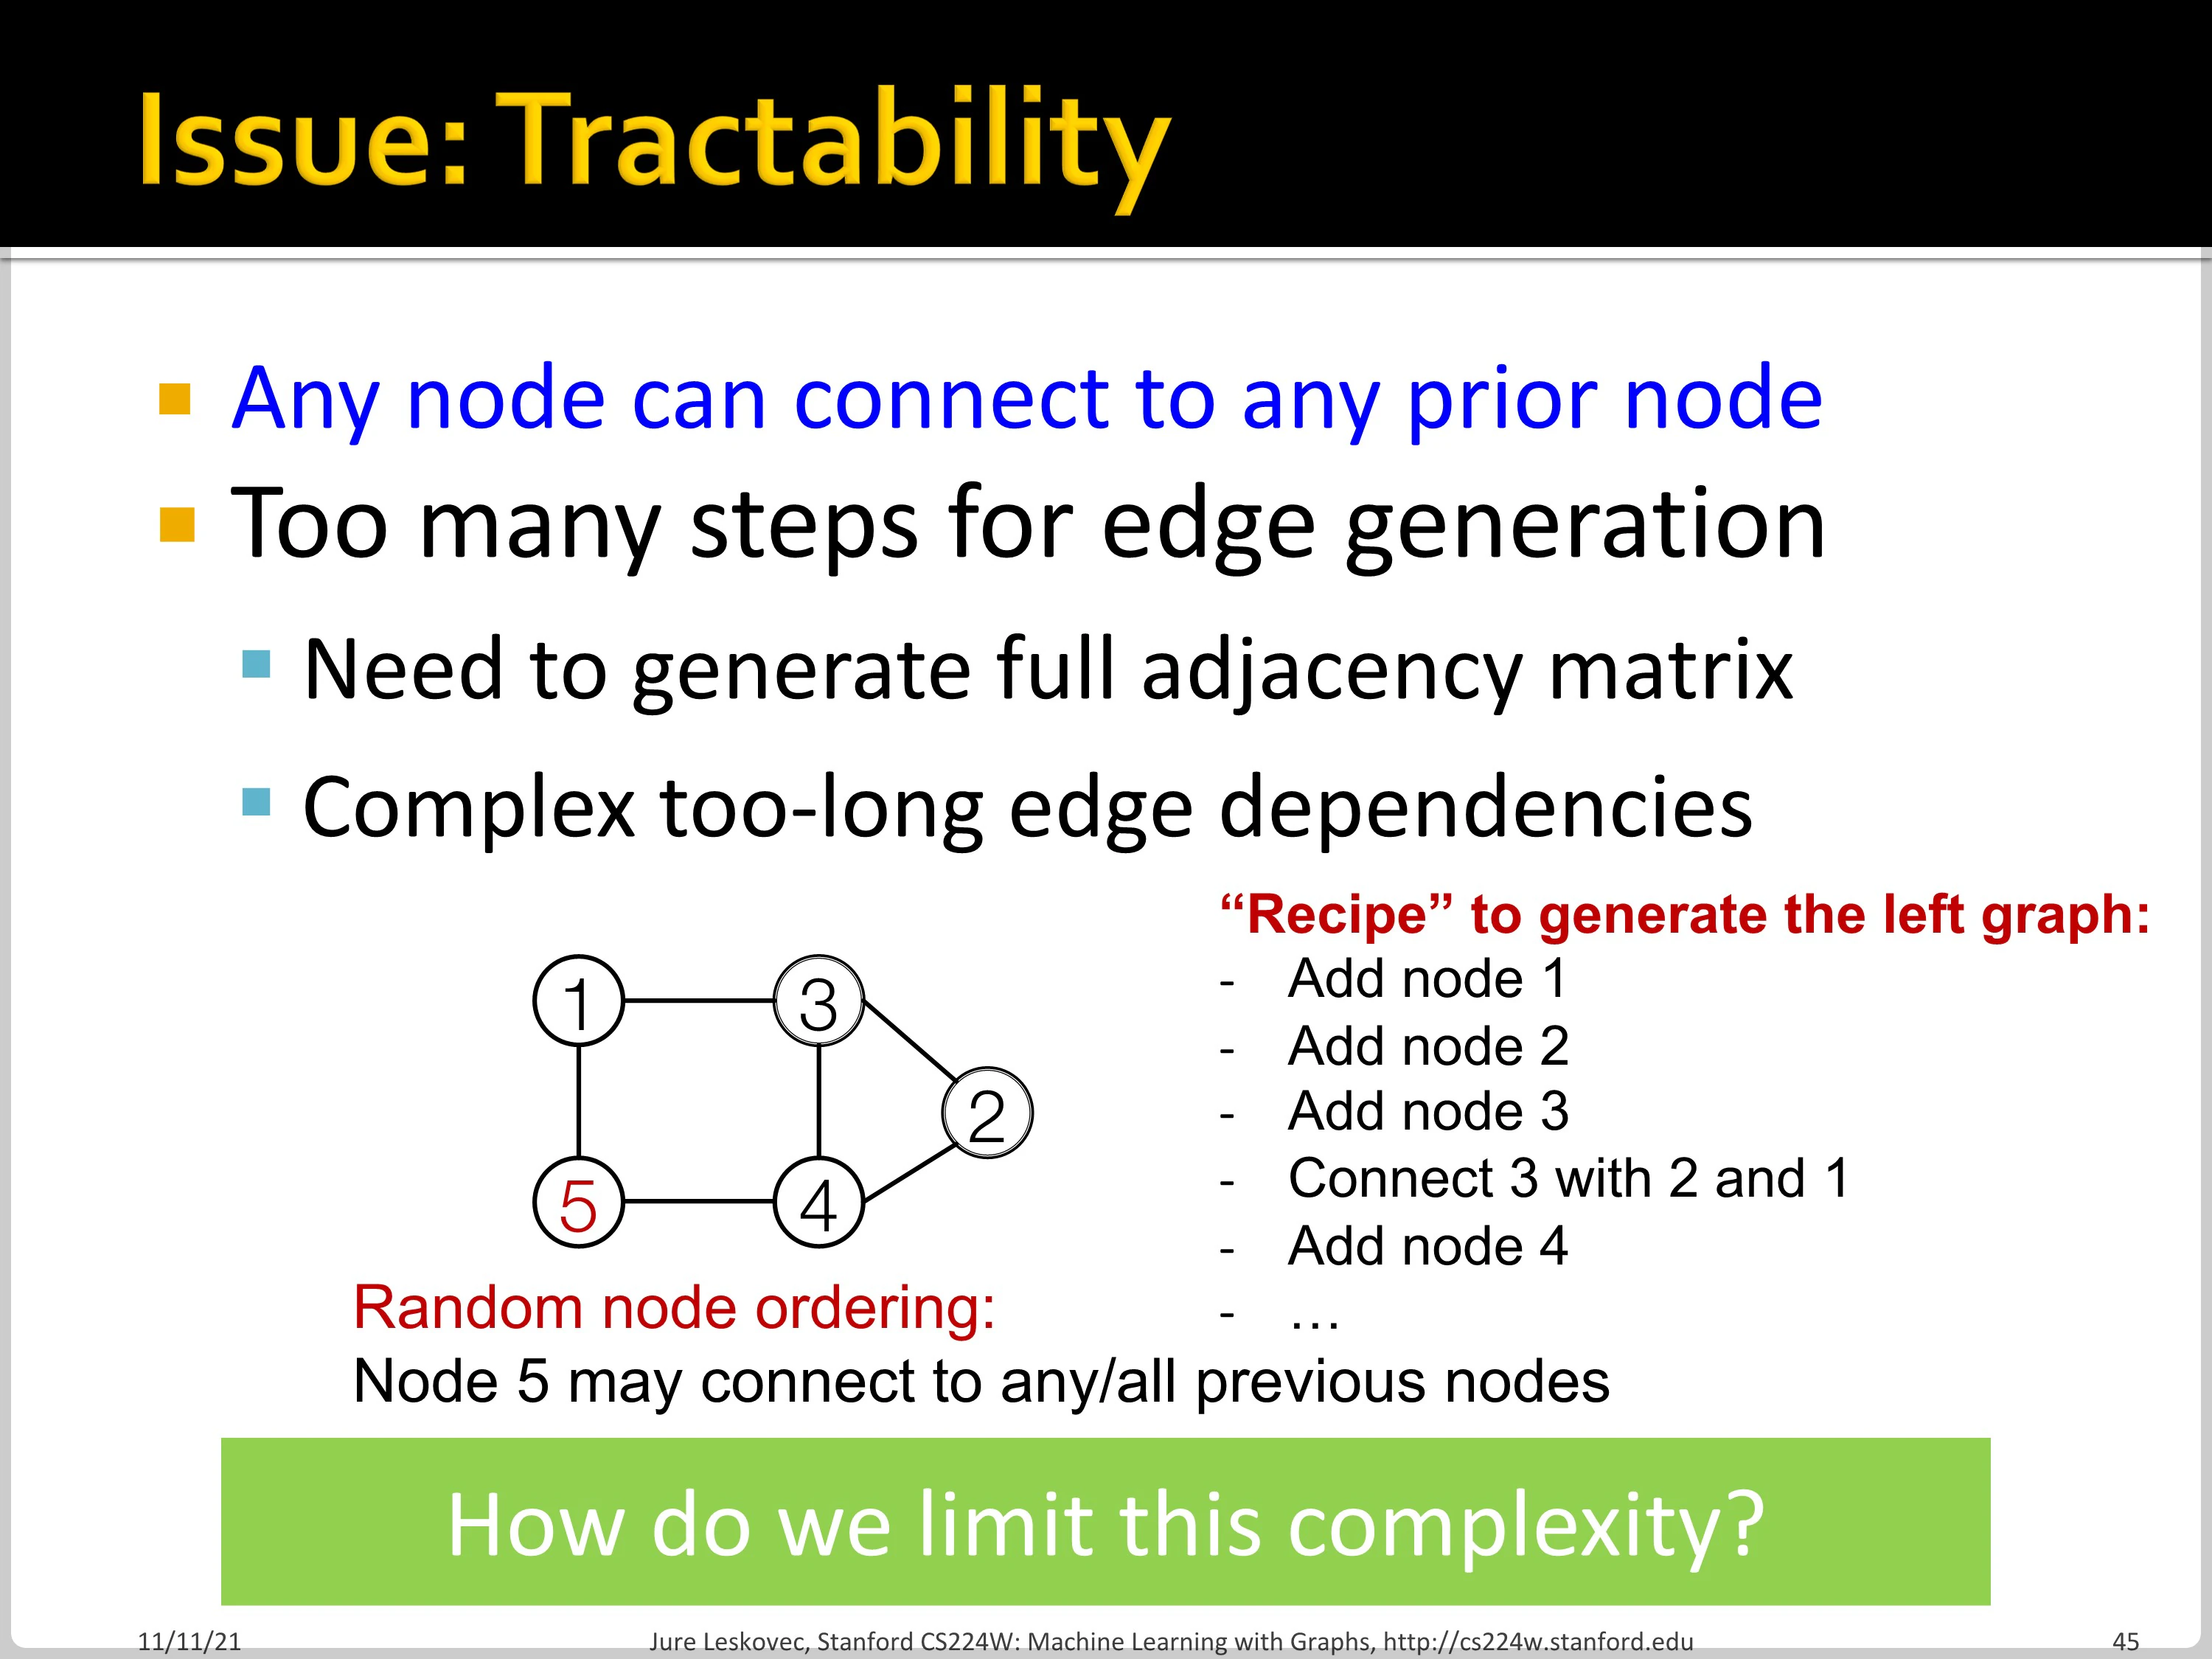 Issue: Tractability
Any node can connect to any prior node
Too many steps for edge generation
Need to generate full adjacency matrix
Complex too-long edge dependencies
“Recipe” to generate the left graph:
- Add node 1
- Add node 2
- Add node 3
- Connect 3 with 2 and 1
- Add node 4
- …
1
3
2
5
4
Random node ordering:
Node 5 may connect to any/all previous nodes
How do we limit this complexity?
11/11/21
Jure Leskovec, Stanford CS224W: Machine Learning with Graphs, http://cs224w.stanford.edu
45